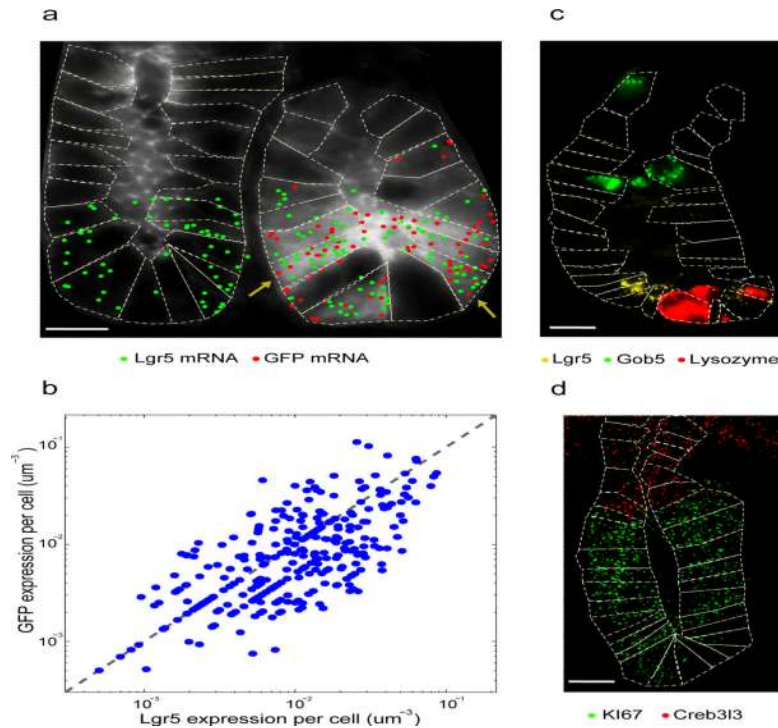 a
c
Lgr5 mRNA GFP mRNA
Lgr5 Gob5 Lysozyme
b
d
GFP expression per cell (um-3)
10-1
10-2
10-3
10-3 10-2 10-1
Lgr5 expression per cell (um-3)
KI67 Creb3l3